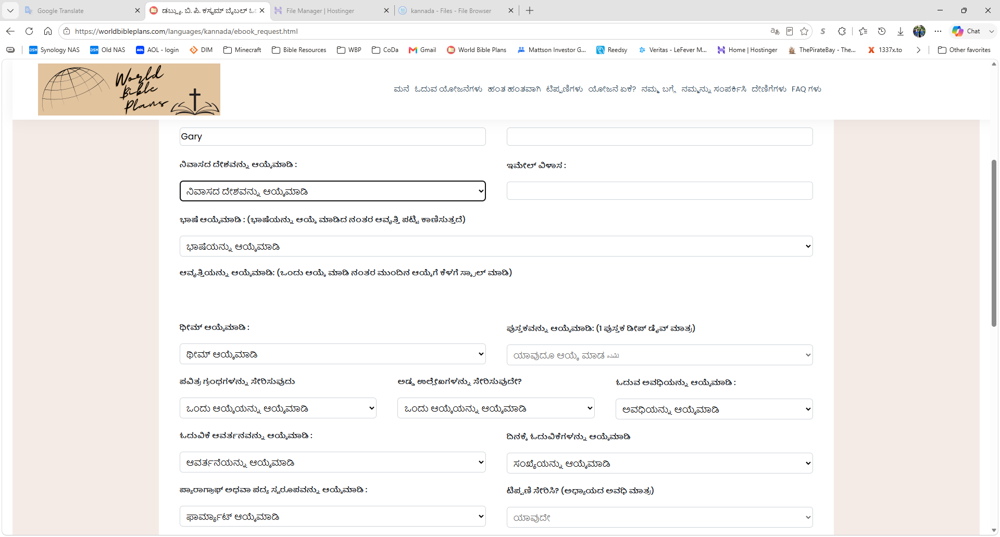 Google Translate
ಡಬ್ಲ್ಯು. ಬಿ. ಪಿ. ಕಸ್ಟಮ್ ಬೈಬಲ್ ಓದ
File Manager | Hostinger
kannada - Files - File Browser
https://worldbibleplans.com/languages/kannada/ebook_request.html
Chat
Synology NAS
Old NAS
AOL - login
DIM
Minecraft
Bible Resources
WBP
CoDa
Gmail
World Bible Plans
Mattson Investor G...
Reedsy
Veritas - LeFever M...
Home | Hostinger
ThePirateBay - The...
1337x.to
Other favorites
World
Bible
Plans
ಮನೆ ಓದುವ ಯೋಜನೆಗಳು ಹಂತ ಹಂತವಾಗಿ ಟಿಪ್ಪಣಿಗಳು ಯೋಜನೆ ಏಕೆ? ನಮ್ಮ ಬಗ್ಗೆ ನಮ್ಮನ್ನು ಸಂಪರ್ಕಿಸಿ ದೇಣಿಗೆಗಳು FAQ ಗಳು
Gary
ನಿವಾಸದ ದೇಶವನ್ನು ಆಯ್ಕೆಮಾಡಿ :
ಇಮೇಲ್ ವಿಳಾಸ :
ನಿವಾಸದ ದೇಶವನ್ನು ಆಯ್ಕೆಮಾಡಿ
ಭಾಷೆ ಆಯ್ಕೆಮಾಡಿ : (ಭಾಷೆಯನ್ನು ಆಯ್ಕೆ ಮಾಡಿದ ನಂತರ ಆವೃತ್ತಿ ಪಟ್ಟಿ ಕಾಣಿಸುತ್ತದೆ)
ಭಾಷೆಯನ್ನು ಆಯ್ಕೆಮಾಡಿ
ಆವೃತ್ತಿಯನ್ನು ಆಯ್ಕೆಮಾಡಿ: (ಒಂದು ಆಯ್ಕೆ ಮಾಡಿ ನಂತರ ಮುಂದಿನ ಆಯ್ಕೆಗೆ ಕೆಳಗೆ ಸ್ಕ್ರಾಲ್ ಮಾಡಿ)
ಥೀಮ್ ಆಯ್ಕೆಮಾಡಿ :
ಪುಸ್ತಕವನ್ನು ಆಯ್ಕೆಮಾಡಿ: (1 ಪುಸ್ತಕ ಡೀಪ್ ಡೈವ್ ಮಾತ್ರ)
ಥೀಮ್ ಆಯ್ಕೆಮಾಡಿ
ಯಾವುದೂ ಆಯ್ಕೆ ಮಾಡ
ಪವಿತ್ರ ಗ್ರಂಥಗಳನ್ನು ಸೇರಿಸುವುದು
ಅಡ್ಡ ಉಲ್ಲೇಖಗಳನ್ನು ಸೇರಿಸುವುದೇ?
ಓದುವ ಅವಧಿಯನ್ನು ಆಯ್ಕೆಮಾಡಿ :
ಒಂದು ಆಯ್ಕೆಯನ್ನು ಆಯ್ಕೆಮಾಡಿ
ಒಂದು ಆಯ್ಕೆಯನ್ನು ಆಯ್ಕೆಮಾಡಿ
ಅವಧಿಯನ್ನು ಆಯ್ಕೆಮಾಡಿ
ಓದುವಿಕೆ ಆವರ್ತನವನ್ನು ಆಯ್ಕೆಮಾಡಿ :
ದಿನಕ್ಕೆ ಓದುವಿಕೆಗಳನ್ನು ಆಯ್ಕೆಮಾಡಿ
ಆವರ್ತನೆಯನ್ನು ಆಯ್ಕೆಮಾಡಿ
ಸಂಖ್ಯೆಯನ್ನು ಆಯ್ಕೆಮಾಡಿ
ಪ್ಯಾರಾಗ್ರಾಫ್ ಅಥವಾ ಪದ್ಯ ಸ್ವರೂಪವನ್ನು ಆಯ್ಕೆಮಾಡಿ :
ಟಿಪ್ಪಣಿ ಸೇರಿಸಿ? (ಅಧ್ಯಾಯದ ಅವಧಿ ಮಾತ್ರ)
ಫಾರ್ಮ್ಯಾಟ್ ಆಯ್ಕೆಮಾಡಿ
ಯಾವುದೇ